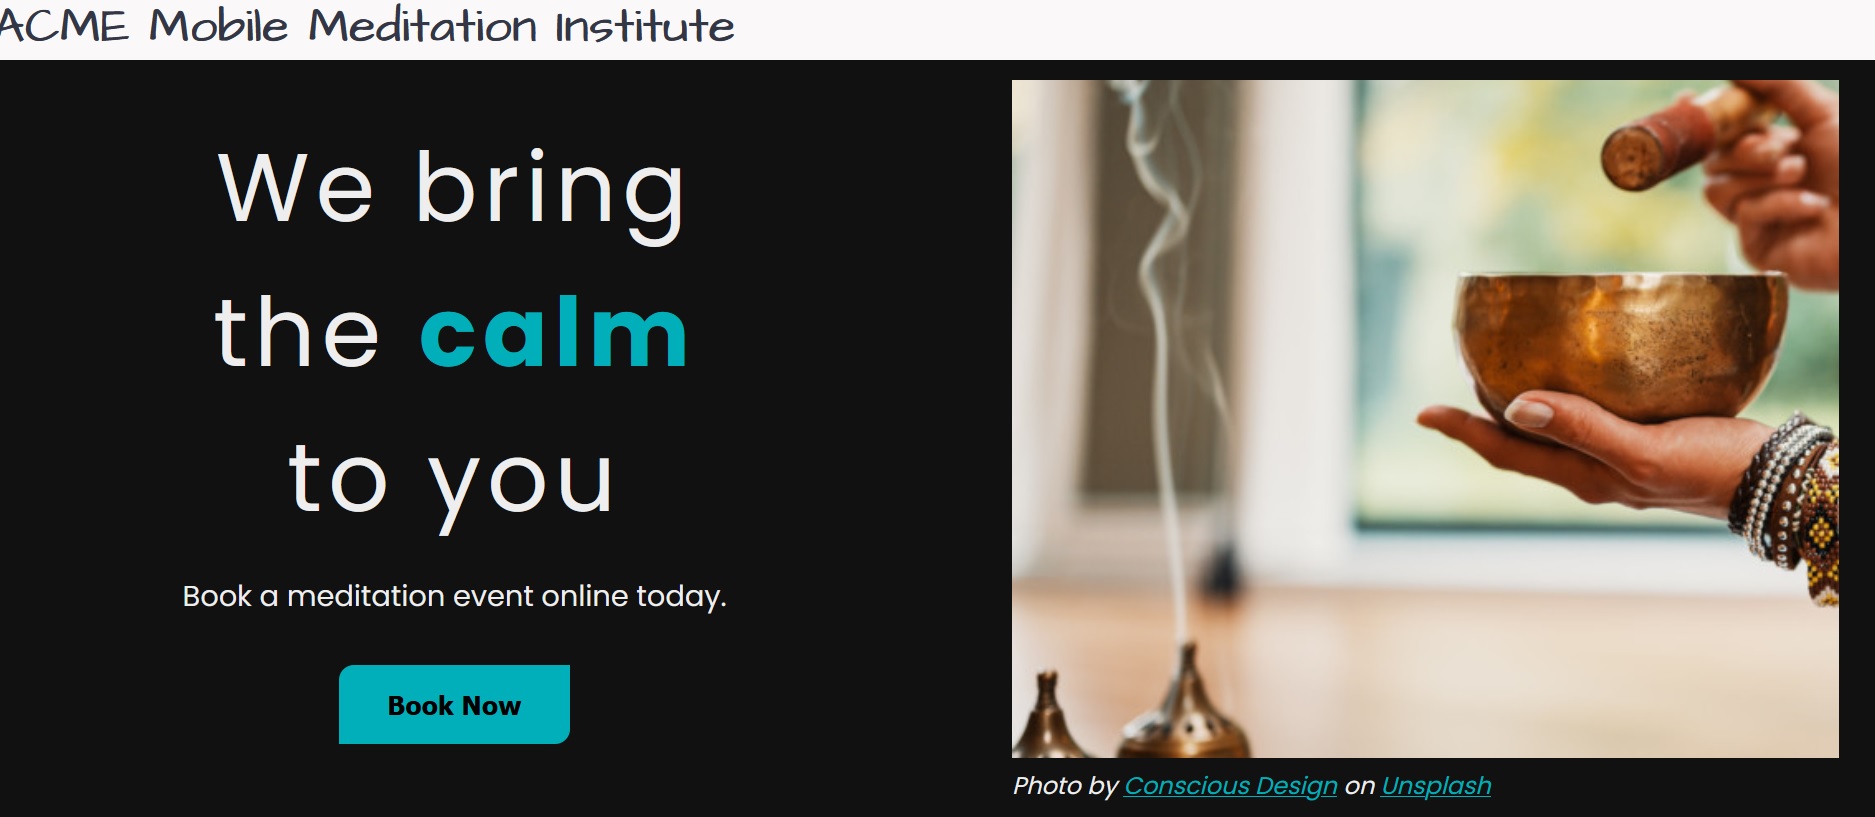 ACME Mobile Meditation Institute
We bring
the calm
to you
Book a meditation event online today.
Book Now
Photo by Conscious Design on Unsplash